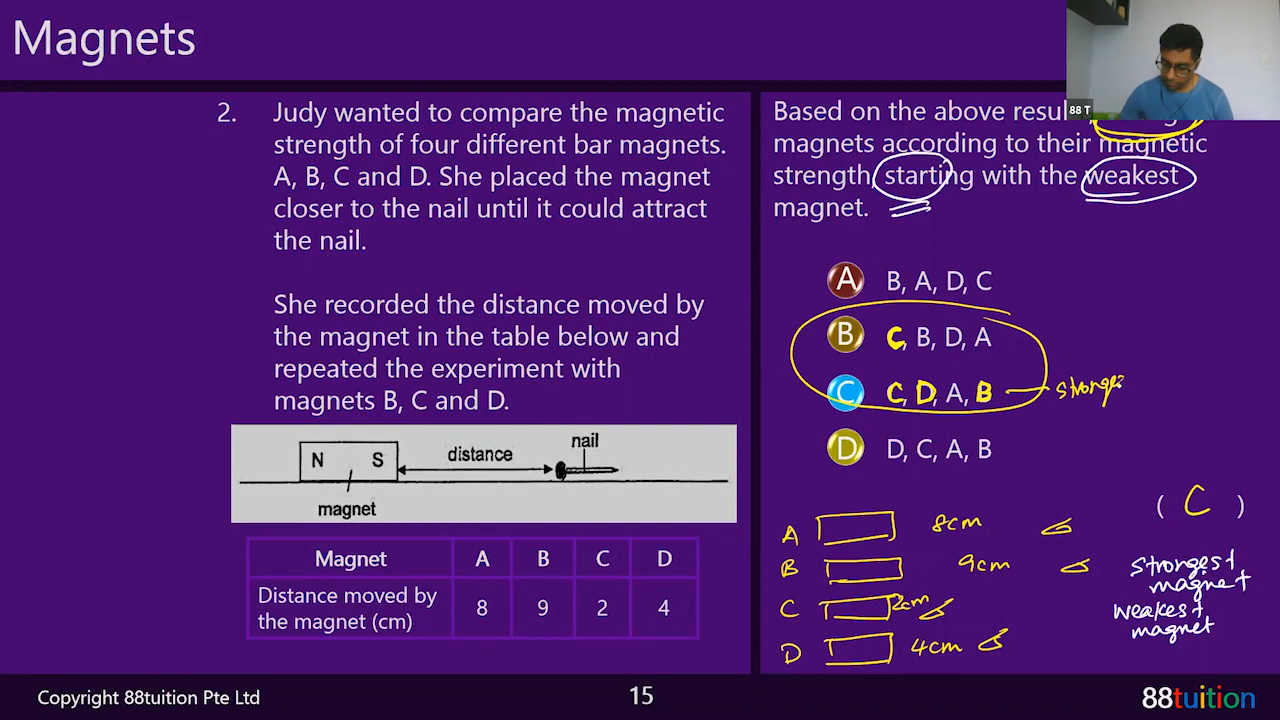 Magnets
88 T
2. Judy wanted to compare the magnetic
strength of four different bar magnets.
A, B, C and D. She placed the magnet
closer to the nail until it could attract
the nail.
She recorded the distance moved by
the magnet in the table below and
repeated the experiment with
magnets B, C and D.
N S
distance
nail
magnet
Magnet A B C D
Distance moved by
the magnet (cm) 8 9 2 4
Based on the above
magnets according to their magnetic
strength, starting with the weakest
magnet.
A B, A, D, C
B C, B, D, A
C C, D, A, B
D D, C, A, B
( C )
A 8cm
B 9cm
C 2cm
D 4cm
strongest
magnet
weakest
magnet
Copyright 88tuition Pte Ltd
15
88tuition